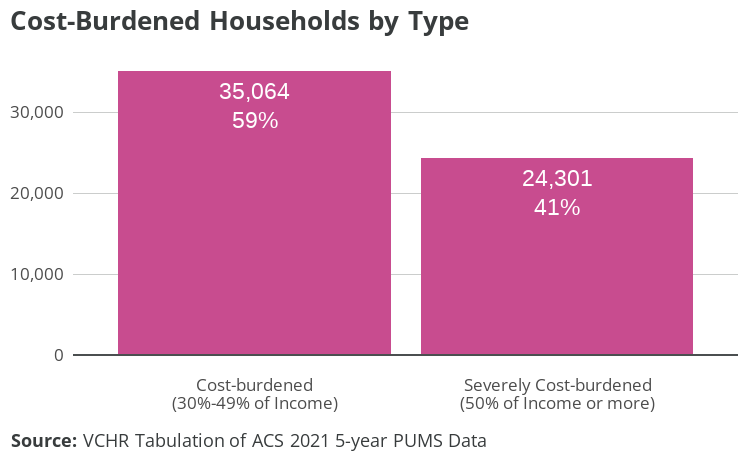 Cost-Burdened Households by Type
35,064
59%
24,301
41%
30,000
20,000
10,000
0
Cost-burdened
(30%-49% of Income)
Severely Cost-burdened
(50% of Income or more)
Source: VCHR Tabulation of ACS 2021 5-year PUMS Data